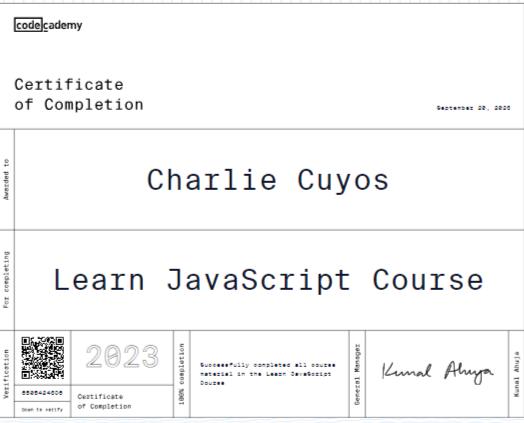 codecademy
Certificate
of Completion
September 20, 2025
Awarded to
Charlie Cuyos
For completing
Learn JavaScript Course
Verification
Scan to verify
2023
Certificate
of Completion
100% completion
Successfully completed all course
material in the Learn JavaScript
Course
General Manager
Kunal Ahuja
Kunal Ahuja